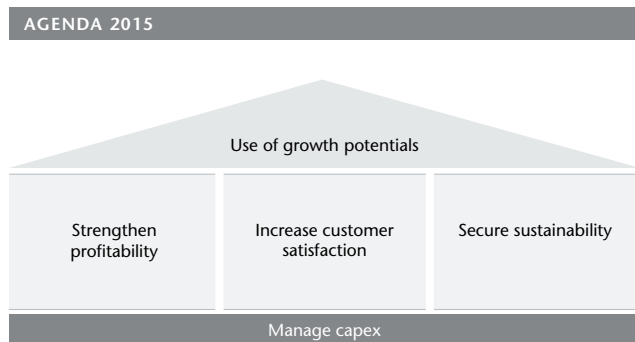 AGENDA 2015
Use of growth potentials
Strengthen
profitability
Increase customer
satisfaction
Secure sustainability
Manage capex